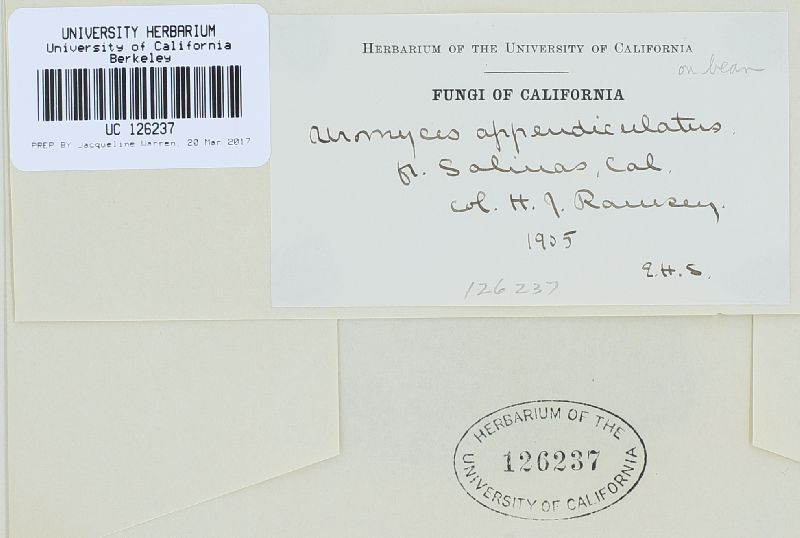 UNIVERSITY HERBARIUM
University of California
Berkeley
UC 126237
PREP BY Jacqueline Warren, 20 Mar 2017
HERBARIUM OF THE UNIVERSITY OF CALIFORNIA
on bean
FUNGI OF CALIFORNIA
Uromyces appendiculatus.
fr. Salinas, Cal.
col. H. J. Ramsey.
1905
E.H.S.
126237
HERBARIUM OF THE
126237
UNIVERSITY OF CALIFORNIA